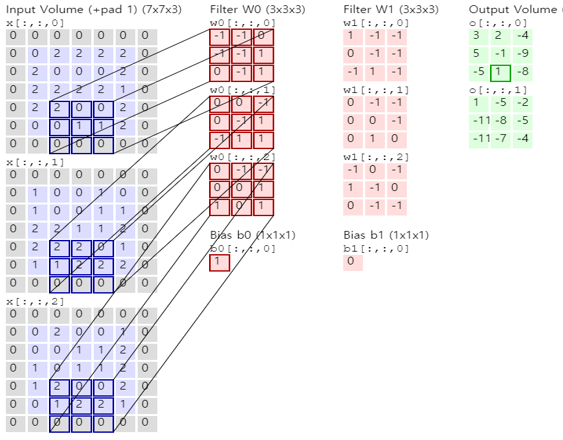 Input Volume (+pad 1) (7x7x3)
x[:,:,0]
0 0 0 0 0 0 0
0 0 2 2 2 2 0
0 2 0 0 0 2 0
0 2 2 2 2 1 0
0 2 2 0 0 0 0
0 0 0 1 1 2 0
0 0 0 0 0 0 0
x[:,:,1]
0 0 0 0 0 0 0
0 1 0 0 1 0 0
0 1 0 0 1 1 0
0 2 2 1 1 2 0
0 2 2 2 0 1 0
0 1 1 2 2 2 0
0 0 0 0 0 0 0
x[:,:,2]
0 0 0 0 0 0 0
0 0 2 0 0 1 0
0 0 0 1 1 2 0
0 1 0 1 1 2 0
0 1 2 0 0 2 0
0 0 1 2 2 1 0
0 0 0 0 0 0 0
Filter W0 (3x3x3)
w0[:,:,0]
-1 -1 0
-1 -1 -1
0 -1 1
w0[:,:,1]
0 0 -1
0 0 1
-1 1 1
w0[:,:,2]
0 -1 -1
0 0 1
1 0 1
Bias b0 (1x1x1)
b0[:,:,0]
1
Filter W1 (3x3x3)
w1[:,:,0]
1 -1 -1
0 -1 -1
-1 1 -1
w1[:,:,1]
0 -1 -1
0 0 -1
0 1 0
w1[:,:,2]
-1 0 -1
1 -1 0
1 0 1
Bias b1 (1x1x1)
b1[:,:,0]
0
Output Volume (
o[:,:,0]
3 2 -4
5 -1 -9
-5 1 -8
o[:,:,1]
1 -5 -2
-11 -8 -5
-11 -7 -4